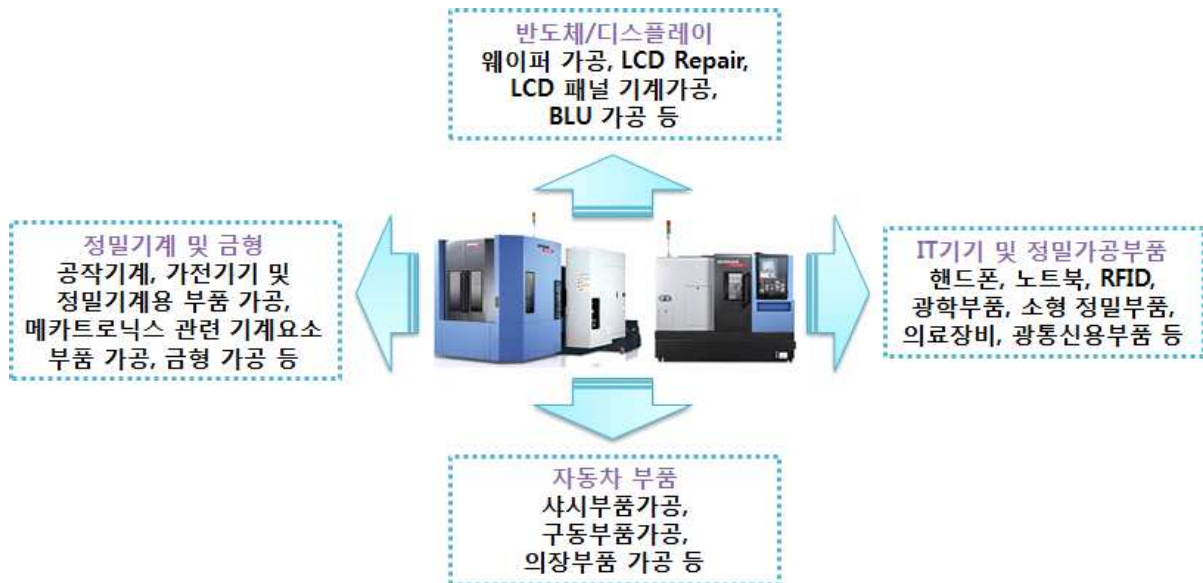 반도체/디스플레이
웨이퍼 가공, LCD Repair,
LCD 패널 기계가공,
BLU 가공 등
정밀기계 및 금형
공작기계, 가전기기 및
정밀기계용 부품 가공,
메카트로닉스 관련 기계요소
부품 가공, 금형 가공 등
IT기기 및 정밀가공부품
핸드폰, 노트북, RFID,
광학부품, 소형 정밀부품,
의료장비, 광통신용부품 등
자동차 부품
샤시부품가공,
구동부품가공,
의장부품 가공 등